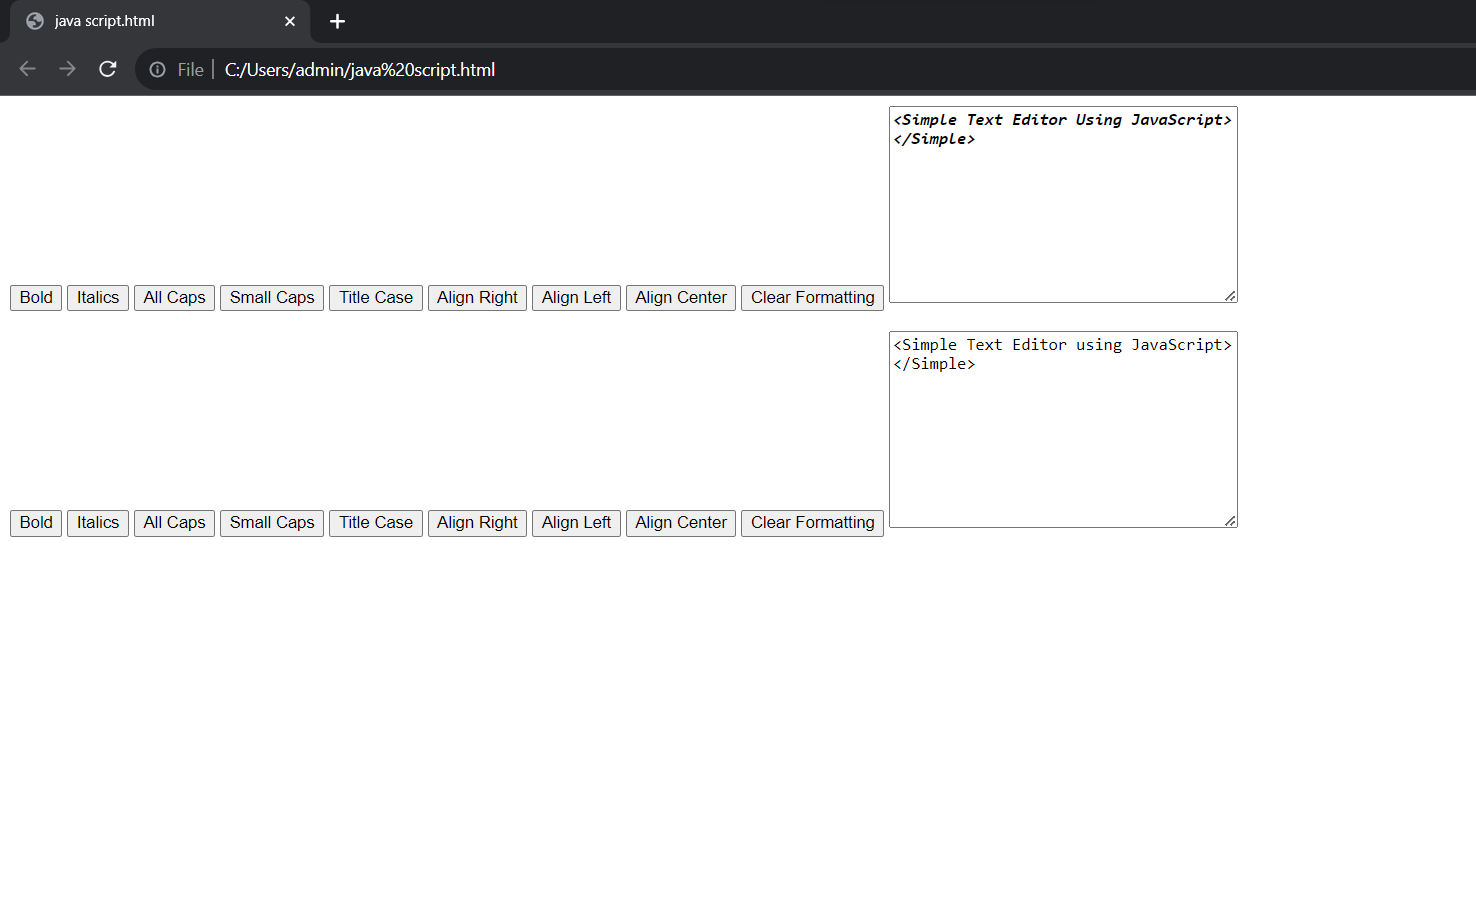 java script.html
File C:/Users/admin/java%20script.html
<Simple Text Editor Using JavaScript>
</Simple>
Bold Italics All Caps Small Caps Title Case Align Right Align Left Align Center Clear Formatting
<Simple Text Editor using JavaScript>
</Simple>
Bold Italics All Caps Small Caps Title Case Align Right Align Left Align Center Clear Formatting